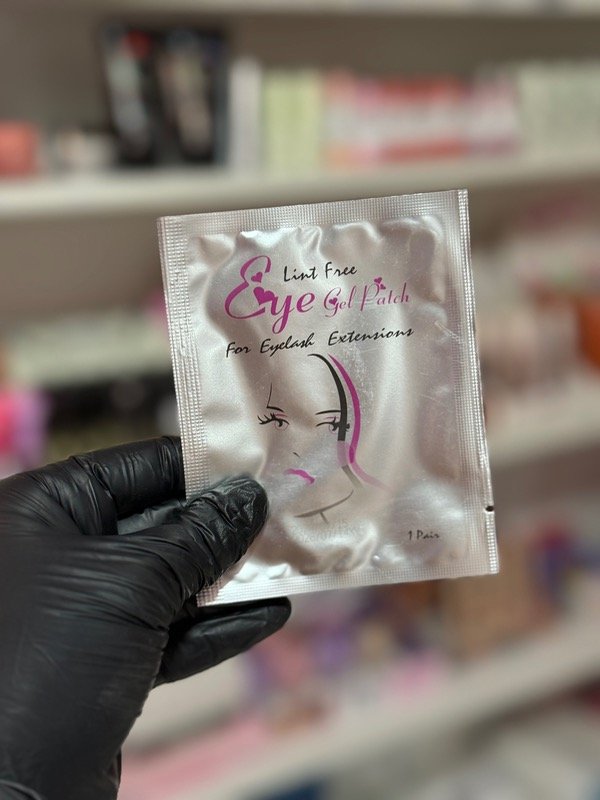 Lint Free
Eye Gel Patch
For Eyelash Extensions
1 Pair